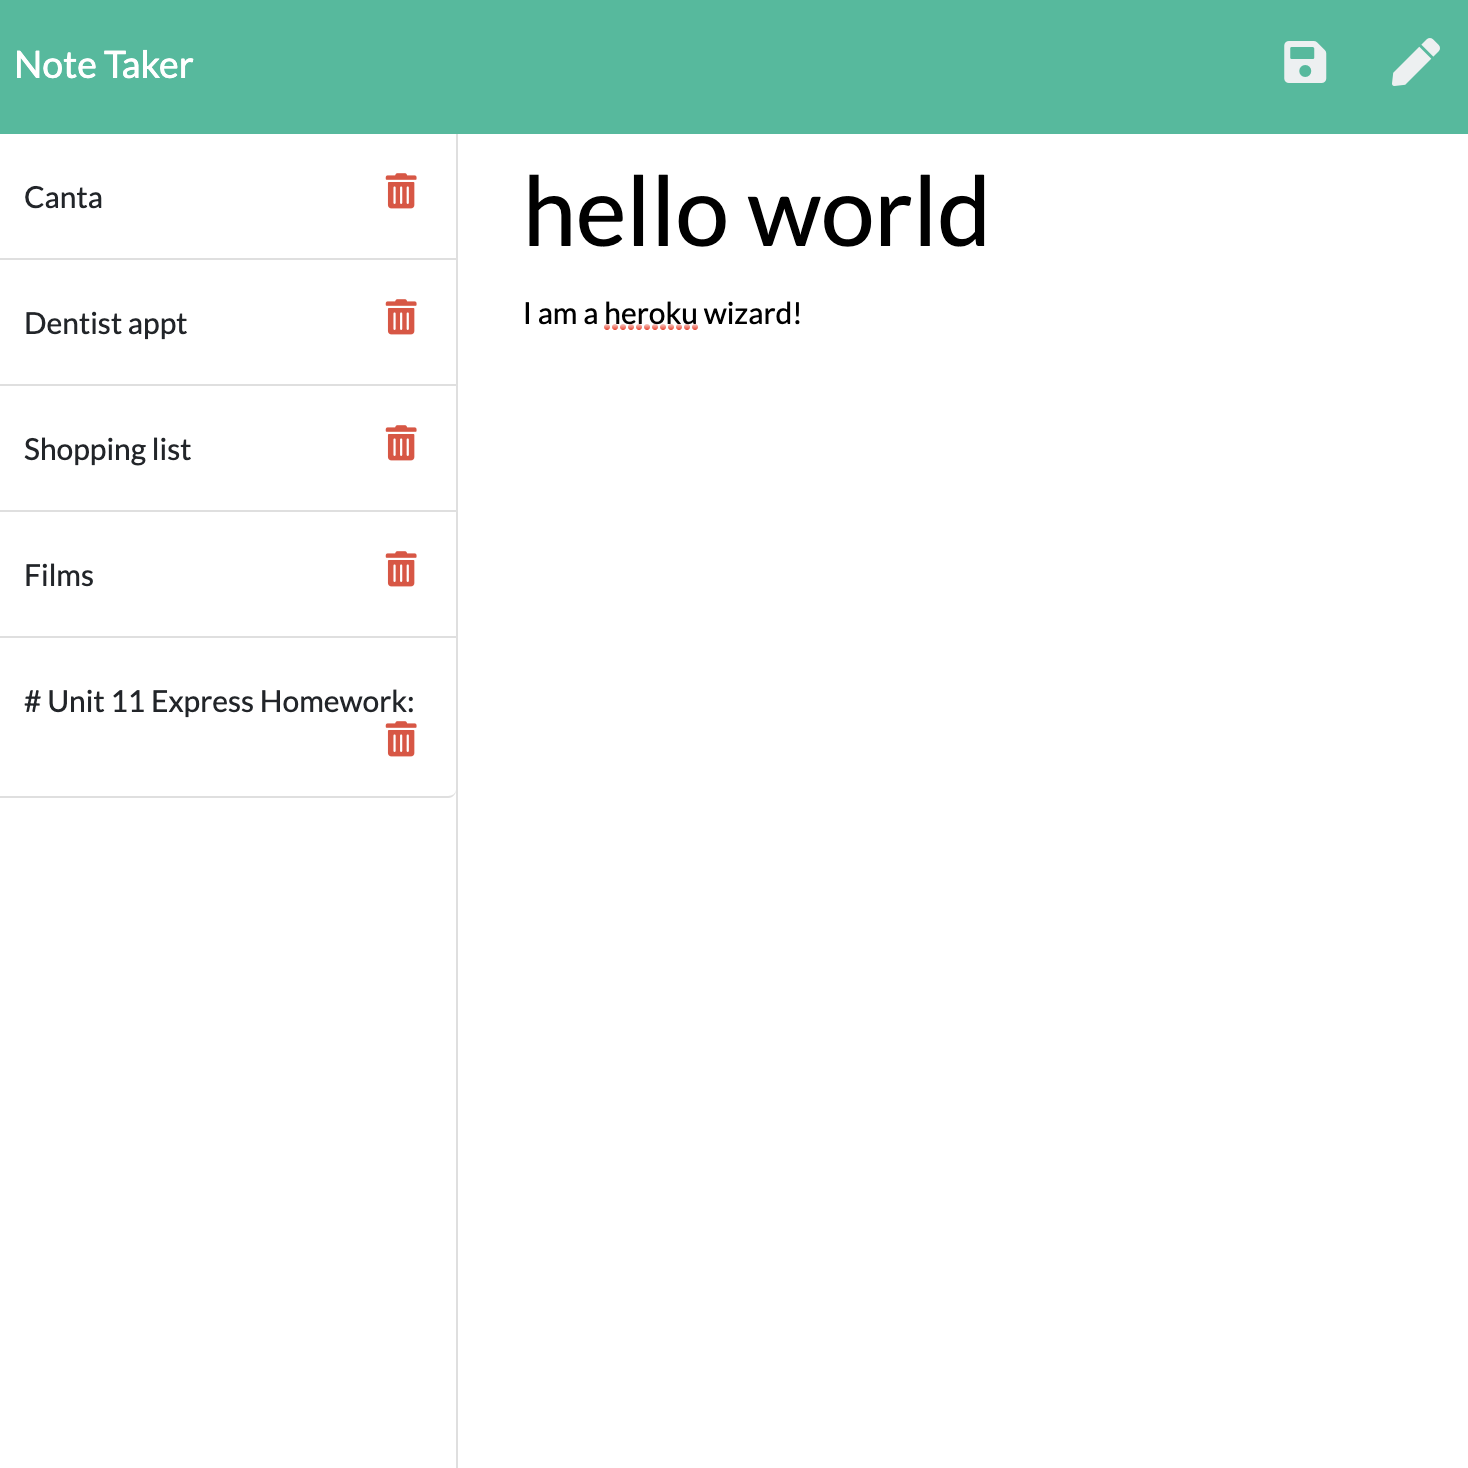 Note Taker
Canta
Dentist appt
Shopping list
Films
# Unit 11 Express Homework:
hello world
I am a heroku wizard!